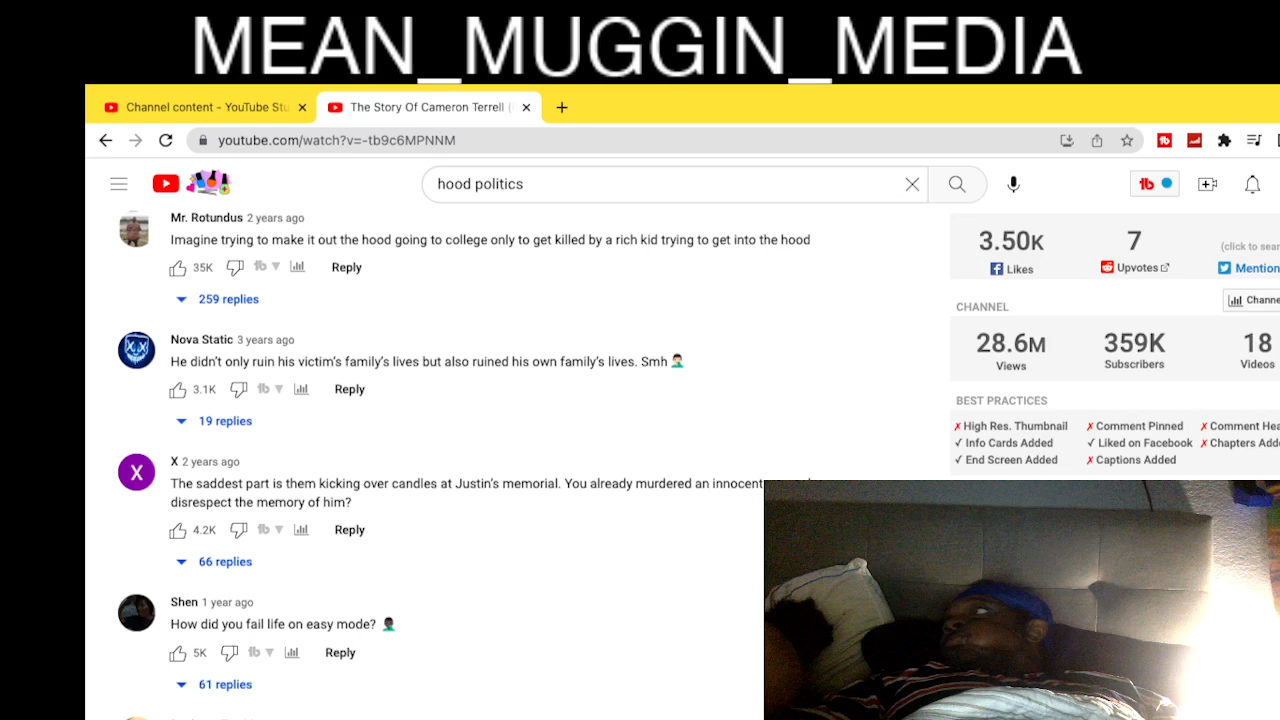 MEAN_MUGGIN_MEDIA
Channel content - YouTube Stu
The Story Of Cameron Terrell (
youtube.com/watch?v=-tb9c6MPNNM
hood politics
Mr. Rotundus 2 years ago
Imagine trying to make it out the hood going to college only to get killed by a rich kid trying to get into the hood
35K Reply
259 replies
Nova Static 3 years ago
He didn't only ruin his victim's family's lives but also ruined his own family's lives. Smh 🤦🏻‍♂️
3.1K Reply
19 replies
X 2 years ago
The saddest part is them kicking over candles at Justin's memorial. You already murdered an innocent
disrespect the memory of him?
4.2K Reply
66 replies
Shen 1 year ago
How did you fail life on easy mode? 🤦🏿‍♂️
5K Reply
61 replies
3.50K 7 (click to sear
Likes Upvotes Mention
Channe
CHANNEL
28.6M 359K 18
Views Subscribers Videos
BEST PRACTICES
✗ High Res. Thumbnail ✗ Comment Pinned ✗ Comment Hea
✓ Info Cards Added ✓ Liked on Facebook ✗ Chapters Adde
✓ End Screen Added ✗ Captions Added